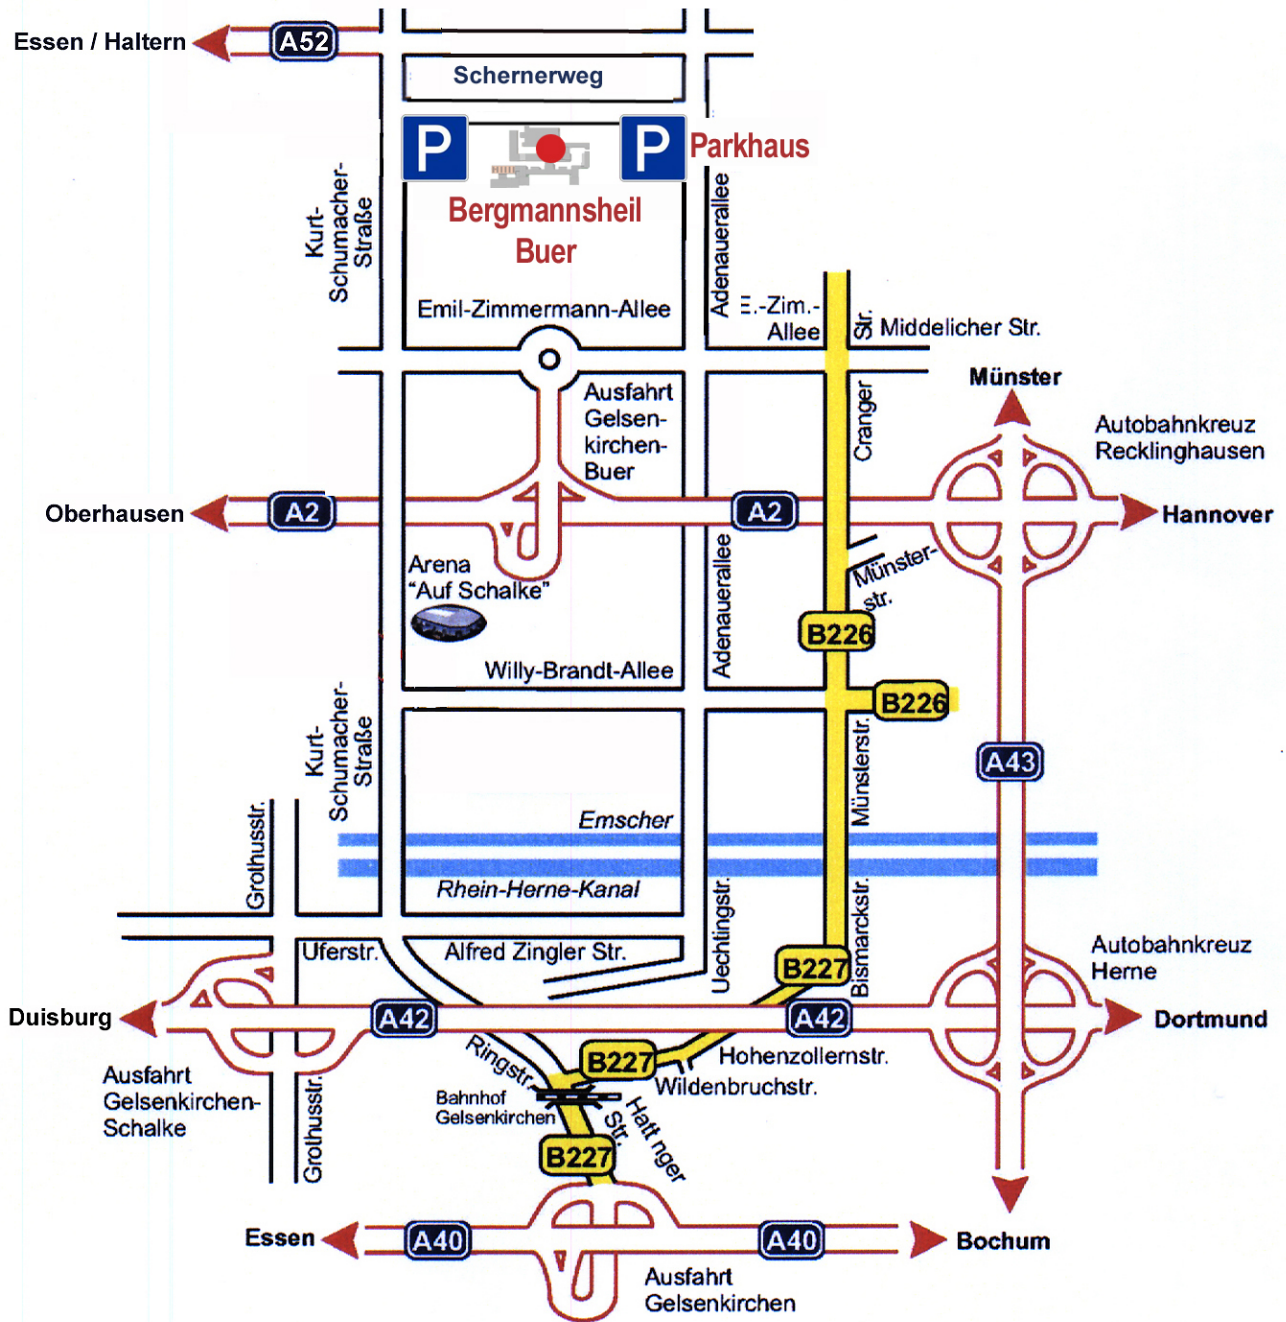 Essen / Haltern
A52
Schernerweg
P
P
Parkhaus
Bergmannsheil
Buer
Kurt-
Schumacher-
Straße
Adenauerallee
Emil-Zimmermann-Allee
E.-Zim.-
Allee
Str.
Middelicher Str.
Cranger
Münster
Ausfahrt
Gelsen-
kirchen-
Buer
Autobahnkreuz
Recklinghausen
Oberhausen
A2
A2
Hannover
Arena
"Auf Schalke"
Adenauerallee
Münster-
str.
B226
Willy-Brandt-Allee
B226
Kurt-
Schumacher-
Straße
Münsterstr.
A43
Grothusstr.
Emscher
Rhein-Herne-Kanal
Uechtingstr.
Bismarckstr.
Uferstr.
Alfred Zingler Str.
B227
Autobahnkreuz
Herne
Duisburg
A42
A42
Dortmund
Ringstr.
B227
Hohenzollernstr.
Wildenbruchstr.
Ausfahrt
Gelsenkirchen-
Schalke
Grothusstr.
Bahnhof
Gelsenkirchen
Hatt nger
Str.
B227
Essen
A40
A40
Bochum
Ausfahrt
Gelsenkirchen